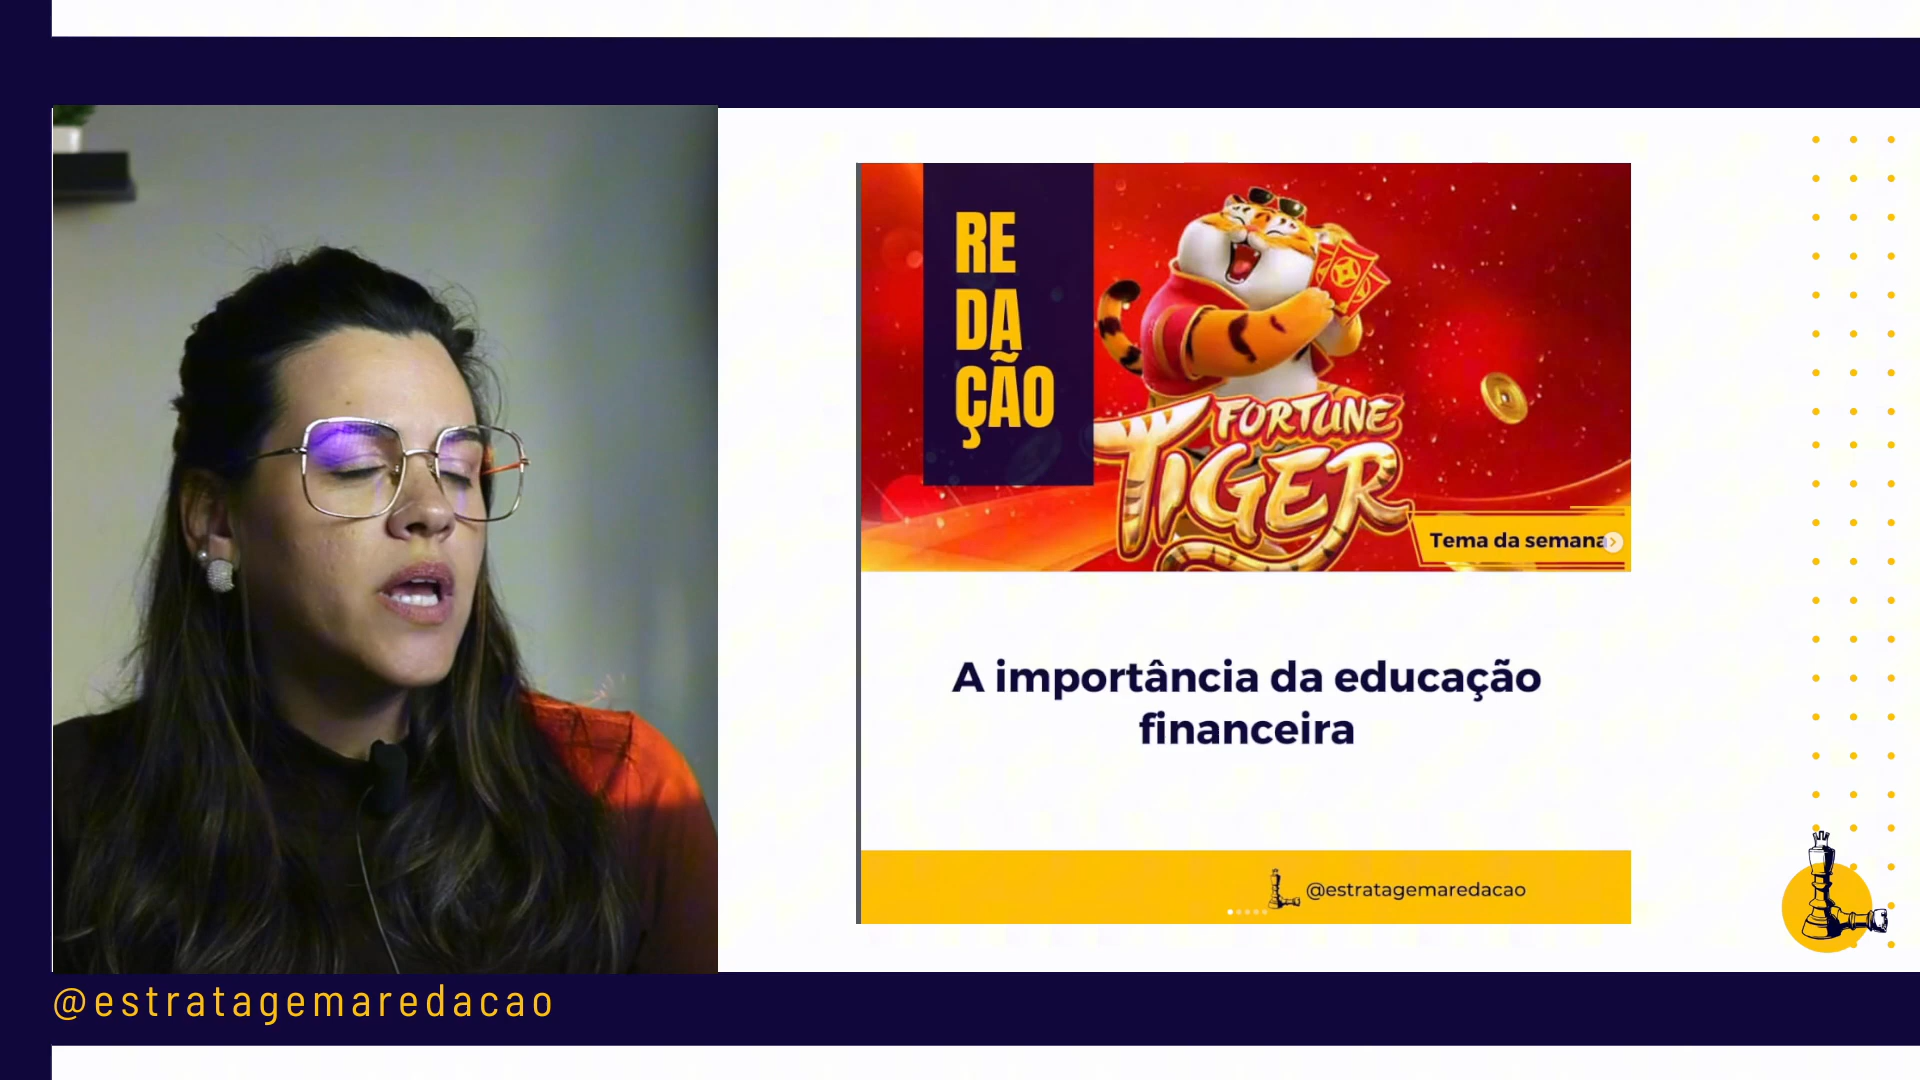 RE
DA
ÇÃO
FORTUNE
TIGER
Tema da semana
A importância da educação
financeira
@estratagemaredacao
@estratagemaredacao